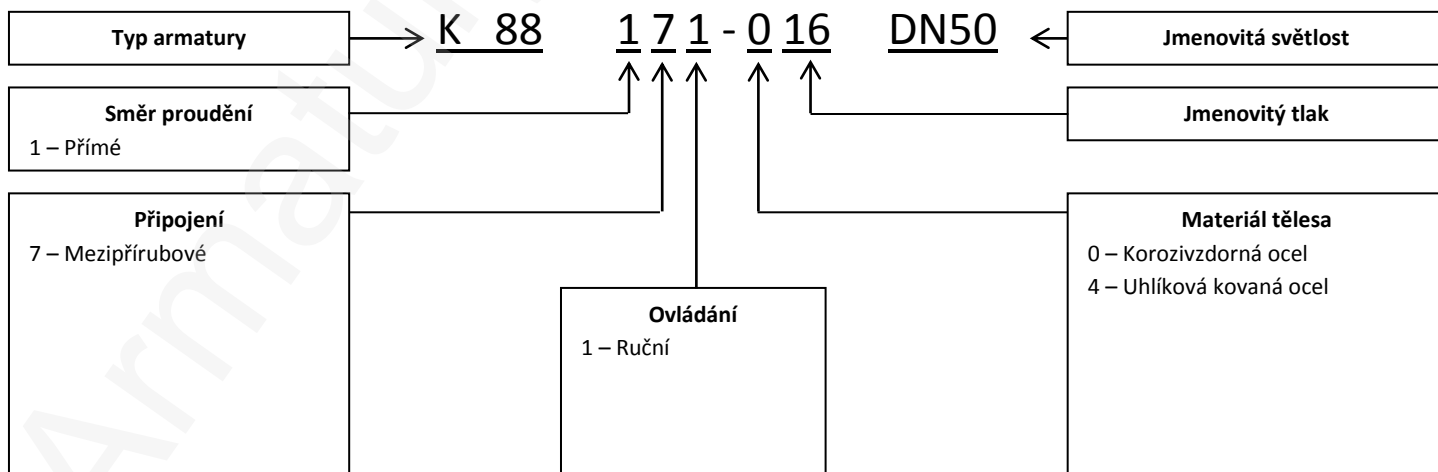 Typ armatury
K 88 1 7 1 - 0 16 DN50
Jmenovitá světlost
Směr proudění
1 – Přímé
Jmenovitý tlak
Připojení
7 – Mezipřírubové
Materiál tělesa
0 – Korozivzdorná ocel
4 – Uhlíková kovaná ocel
Ovládání
1 – Ruční